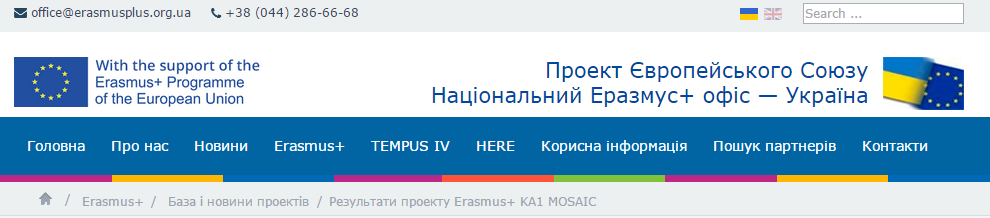 office@erasmusplus.org.ua +38 (044) 286-66-68 Search ...
With the support of the
Erasmus+ Programme
of the European Union
Проект Європейського Союзу
Національний Еразмус+ офіс — Україна
Головна Про нас Новини Erasmus+ TEMPUS IV HERE Корисна інформація Пошук партнерів Контакти
/ Erasmus+ / База і новини проектів / Результати проекту Erasmus+ KA1 MOSAIC